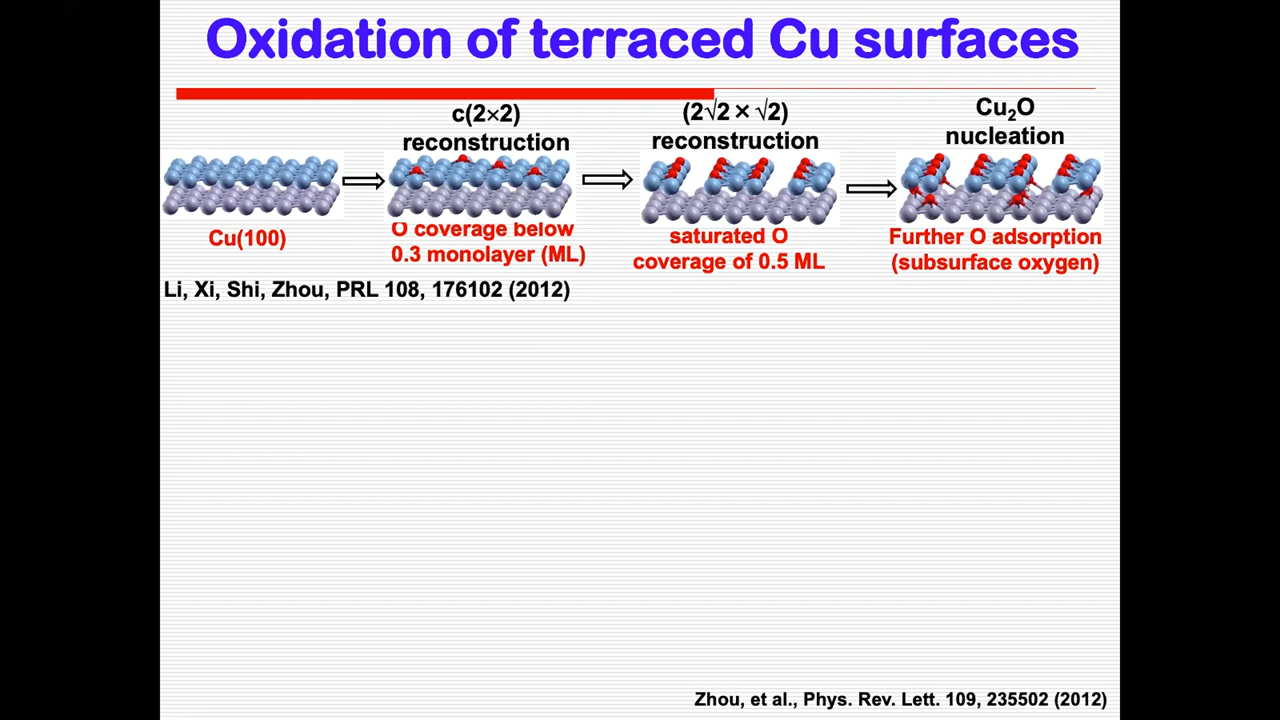 Oxidation of terraced Cu surfaces
c(2×2)
reconstruction
(2√2 × √2)
reconstruction
Cu₂O
nucleation
Cu(100)
O coverage below
0.3 monolayer (ML)
saturated O
coverage of 0.5 ML
Further O adsorption
(subsurface oxygen)
Li, Xi, Shi, Zhou, PRL 108, 176102 (2012)
Zhou, et al., Phys. Rev. Lett. 109, 235502 (2012)